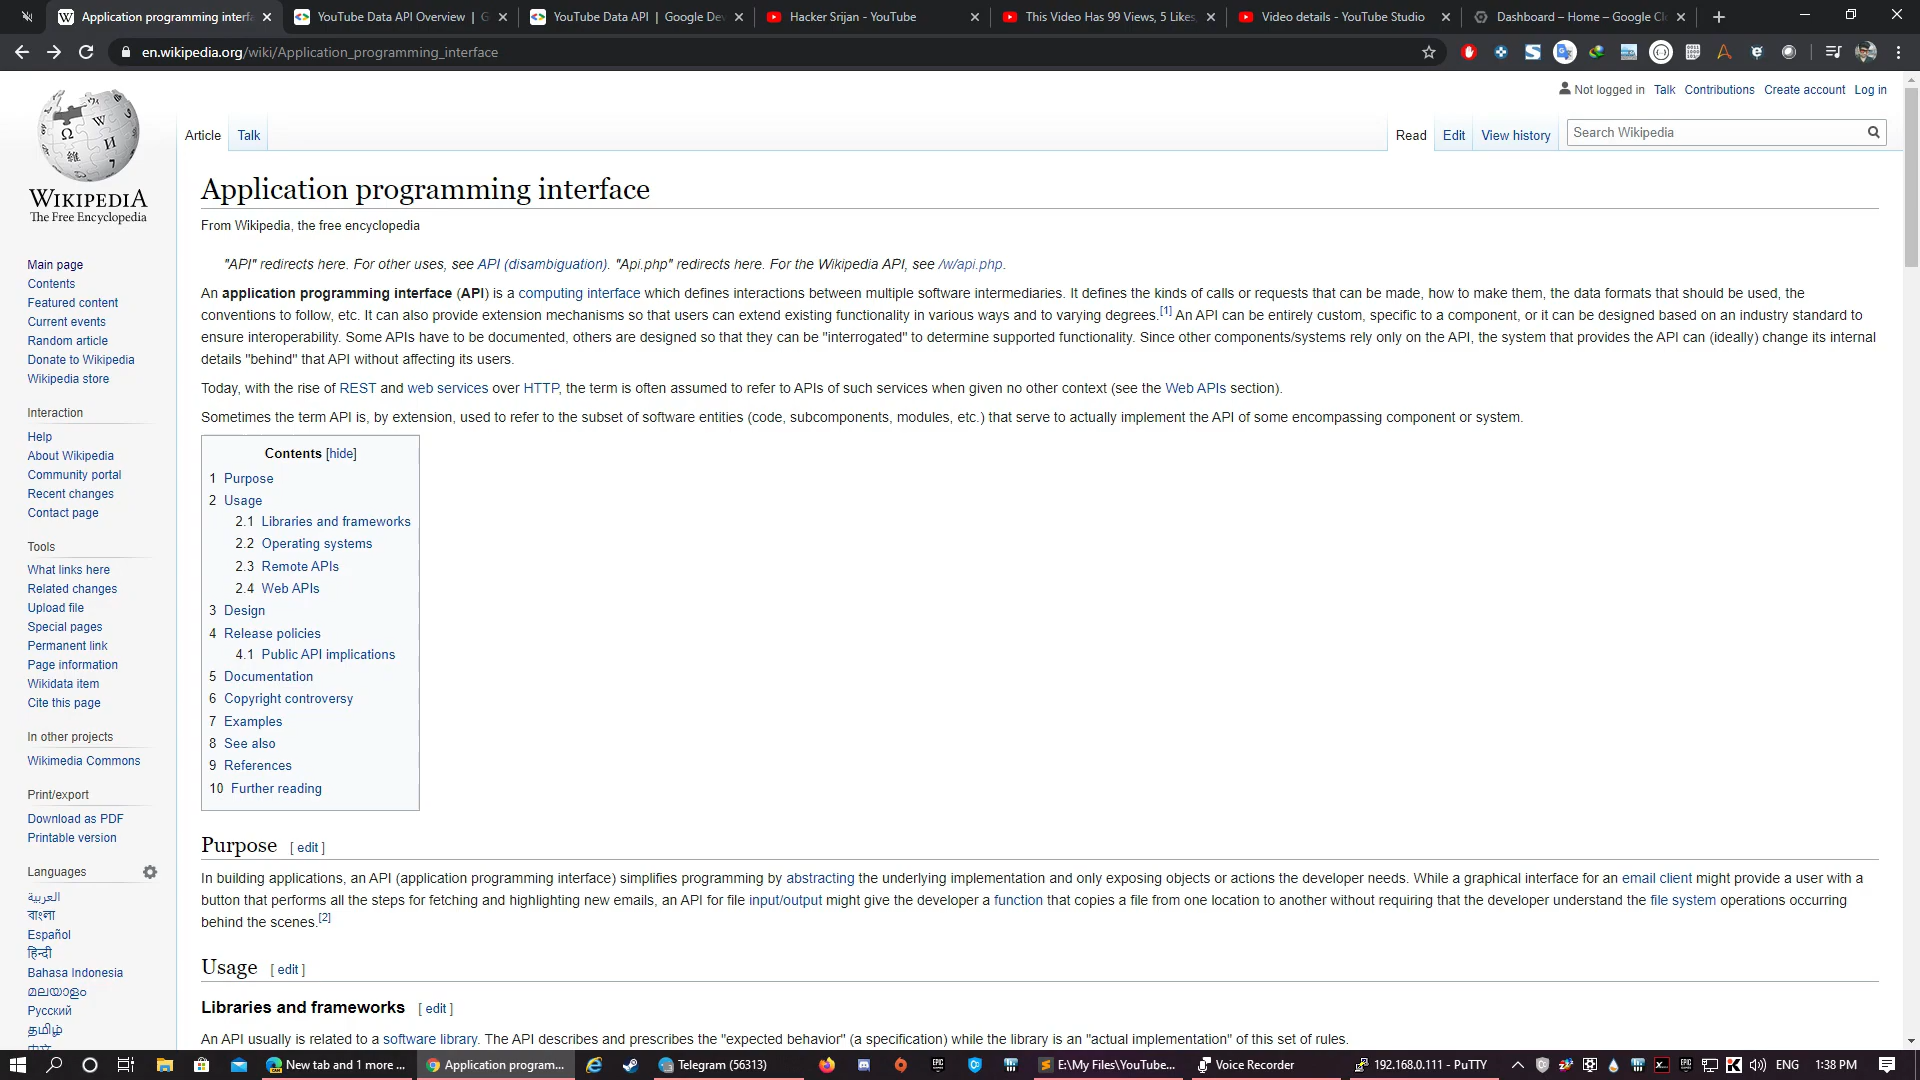 Application programming interfa
YouTube Data API Overview | G
YouTube Data API | Google Dev
Hacker Srijan - YouTube
This Video Has 99 Views, 5 Likes,
Video details - YouTube Studio
Dashboard – Home – Google Cl
en.wikipedia.org/wiki/Application_programming_interface
Not logged in Talk Contributions Create account Log in
Article Talk
Read Edit View history
Search Wikipedia
WIKIPEDIA
The Free Encyclopedia
Main page
Contents
Featured content
Current events
Random article
Donate to Wikipedia
Wikipedia store
Interaction
Help
About Wikipedia
Community portal
Recent changes
Contact page
Tools
What links here
Related changes
Upload file
Special pages
Permanent link
Page information
Wikidata item
Cite this page
In other projects
Wikimedia Commons
Print/export
Download as PDF
Printable version
Languages
العربية
বাংলা
Español
हिन्दी
Bahasa Indonesia
മലയാളം
Русский
தமிழ்
中文
Application programming interface
From Wikipedia, the free encyclopedia
"API" redirects here. For other uses, see API (disambiguation). "Api.php" redirects here. For the Wikipedia API, see /w/api.php.
An application programming interface (API) is a computing interface which defines interactions between multiple software intermediaries. It defines the kinds of calls or requests that can be made, how to make them, the data formats that should be used, the
conventions to follow, etc. It can also provide extension mechanisms so that users can extend existing functionality in various ways and to varying degrees.[1] An API can be entirely custom, specific to a component, or it can be designed based on an industry standard to
ensure interoperability. Some APIs have to be documented, others are designed so that they can be "interrogated" to determine supported functionality. Since other components/systems rely only on the API, the system that provides the API can (ideally) change its internal
details "behind" that API without affecting its users.
Today, with the rise of REST and web services over HTTP, the term is often assumed to refer to APIs of such services when given no other context (see the Web APIs section).
Sometimes the term API is, by extension, used to refer to the subset of software entities (code, subcomponents, modules, etc.) that serve to actually implement the API of some encompassing component or system.
Contents [hide]
1 Purpose
2 Usage
2.1 Libraries and frameworks
2.2 Operating systems
2.3 Remote APIs
2.4 Web APIs
3 Design
4 Release policies
4.1 Public API implications
5 Documentation
6 Copyright controversy
7 Examples
8 See also
9 References
10 Further reading
Purpose [ edit ]
In building applications, an API (application programming interface) simplifies programming by abstracting the underlying implementation and only exposing objects or actions the developer needs. While a graphical interface for an email client might provide a user with a
button that performs all the steps for fetching and highlighting new emails, an API for file input/output might give the developer a function that copies a file from one location to another without requiring that the developer understand the file system operations occurring
behind the scenes.[2]
Usage [ edit ]
Libraries and frameworks [ edit ]
An API usually is related to a software library. The API describes and prescribes the "expected behavior" (a specification) while the library is an "actual implementation" of this set of rules.
New tab and 1 more ...
Application program...
Telegram (56313)
E:\My Files\YouTube...
Voice Recorder
192.168.0.111 - PuTTY
ENG
1:38 PM